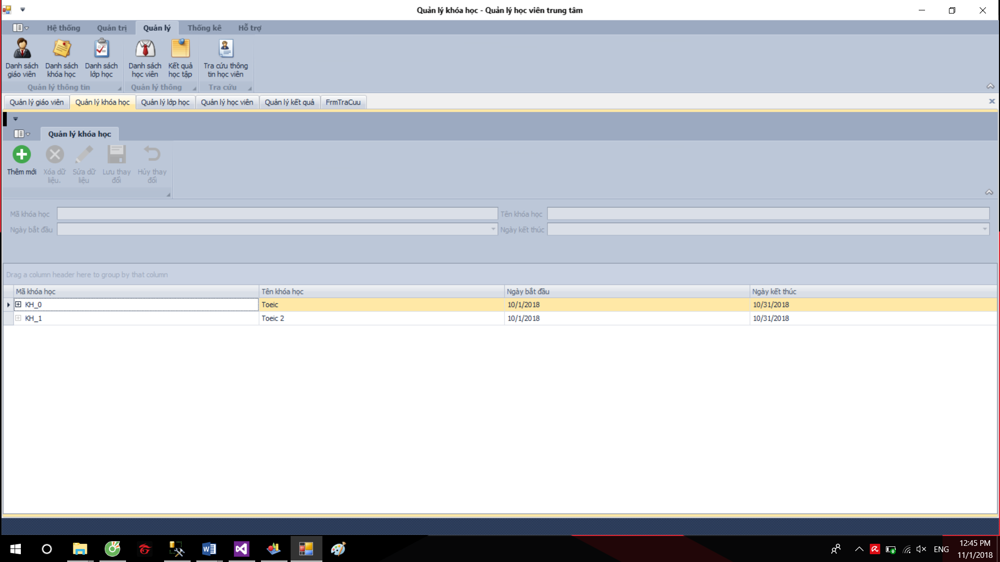 Quản lý khóa học - Quản lý học viên trung tâm
Hệ thống Quản trị Quản lý Thống kê Hỗ trợ
Danh sách giáo viên
Danh sách khóa học
Danh sách lớp học
Danh sách học viên
Kết quả học tập
Tra cứu thông tin học viên
Quản lý thông tin Quản lý thông Tra cứu
Quản lý giáo viên Quản lý khóa học Quản lý lớp học Quản lý học viên Quản lý kết quả FrmTraCuu
Quản lý khóa học
Thêm mới
Xóa dữ liệu.
Sửa dữ liệu
Lưu thay đổi
Hủy thay đổi
Mã khóa học Tên khóa học
Ngày bắt đầu Ngày kết thúc
Drag a column header here to group by that column
Mã khóa học Tên khóa học Ngày bắt đầu Ngày kết thúc
KH_0 Toeic 10/1/2018 10/31/2018
KH_1 Toeic 2 10/1/2018 10/31/2018
ENG
12:45 PM
11/1/2018